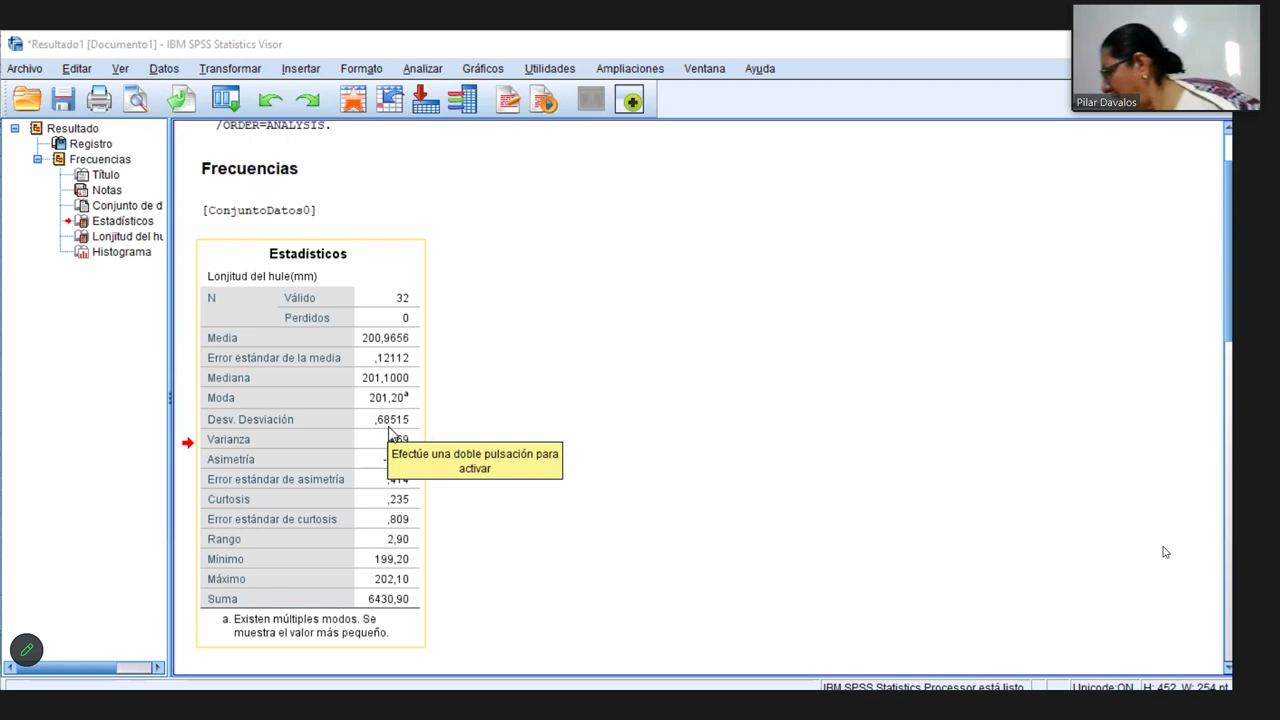 *Resultado1 [Documento1] - IBM SPSS Statistics Visor
Archivo Editar Ver Datos Transformar Insertar Formato Analizar Gráficos Utilidades Ampliaciones Ventana Ayuda
Pilar Davalos
Resultado
Registro
Frecuencias
Título
Notas
Conjunto de d
Estadísticos
Lonjitud del hu
Histograma
/ORDER=ANALYSIS.
Frecuencias
[ConjuntoDatos0]
Estadísticos
Lonjitud del hule(mm)
N Válido 32
Perdidos 0
Media 200,9656
Error estándar de la media ,12112
Mediana 201,1000
Moda 201,20a
Desv. Desviación ,68515
Varianza 69
Asimetría -
Error estándar de asimetría ,414
Curtosis ,235
Error estándar de curtosis ,809
Rango 2,90
Mínimo 199,20
Máximo 202,10
Suma 6430,90
a. Existen múltiples modos. Se
muestra el valor más pequeño.
Efectúe una doble pulsación para
activar
IBM SPSS Statistics Processor está listo Unicode:ON H: 452, W: 254 pt